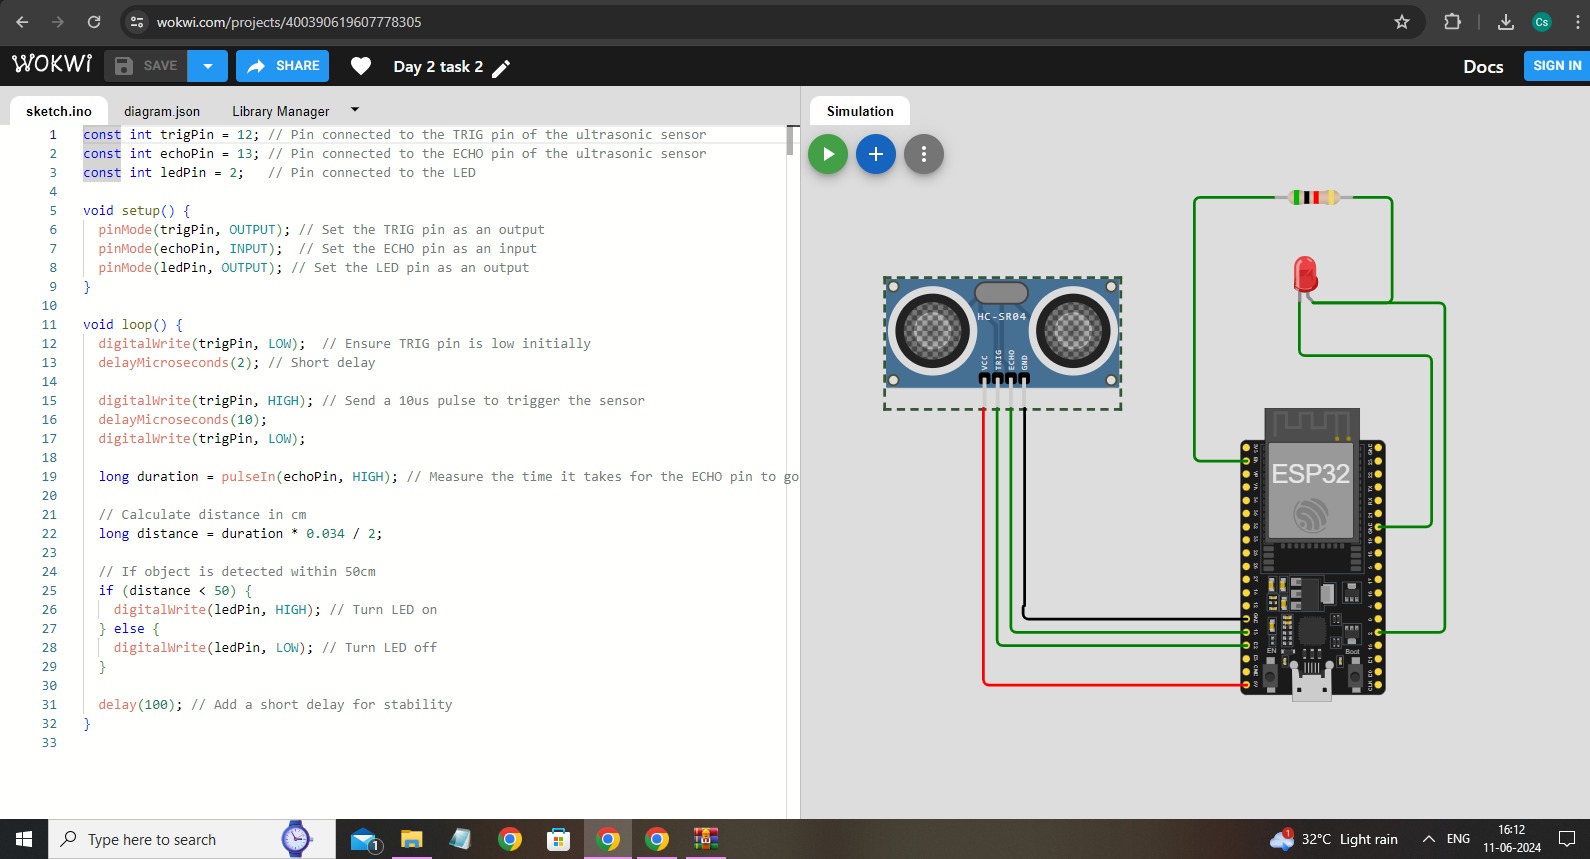 wokwi.com/projects/400390619607778305
Cs
WOKWi
SAVE
SHARE
Day 2 task 2
Docs
SIGN IN
sketch.ino
diagram.json
Library Manager
Simulation
1 const int trigPin = 12; // Pin connected to the TRIG pin of the ultrasonic sensor
2 const int echoPin = 13; // Pin connected to the ECHO pin of the ultrasonic sensor
3 const int ledPin = 2;   // Pin connected to the LED
4
5 void setup() {
6   pinMode(trigPin, OUTPUT); // Set the TRIG pin as an output
7   pinMode(echoPin, INPUT);  // Set the ECHO pin as an input
8   pinMode(ledPin, OUTPUT); // Set the LED pin as an output
9 }
10
11 void loop() {
12   digitalWrite(trigPin, LOW);  // Ensure TRIG pin is low initially
13   delayMicroseconds(2); // Short delay
14
15   digitalWrite(trigPin, HIGH); // Send a 10us pulse to trigger the sensor
16   delayMicroseconds(10);
17   digitalWrite(trigPin, LOW);
18
19   long duration = pulseIn(echoPin, HIGH); // Measure the time it takes for the ECHO pin to go
20
21   // Calculate distance in cm
22   long distance = duration * 0.034 / 2;
23
24   // If object is detected within 50cm
25   if (distance < 50) {
26     digitalWrite(ledPin, HIGH); // Turn LED on
27   } else {
28     digitalWrite(ledPin, LOW); // Turn LED off
29   }
30
31   delay(100); // Add a short delay for stability
32 }
33
HC-SR04
VCC
TRIG
ECHO
GND
ESP32
EN
Boot
Type here to search
1
1
32°C Light rain
ENG
16:12
11-06-2024